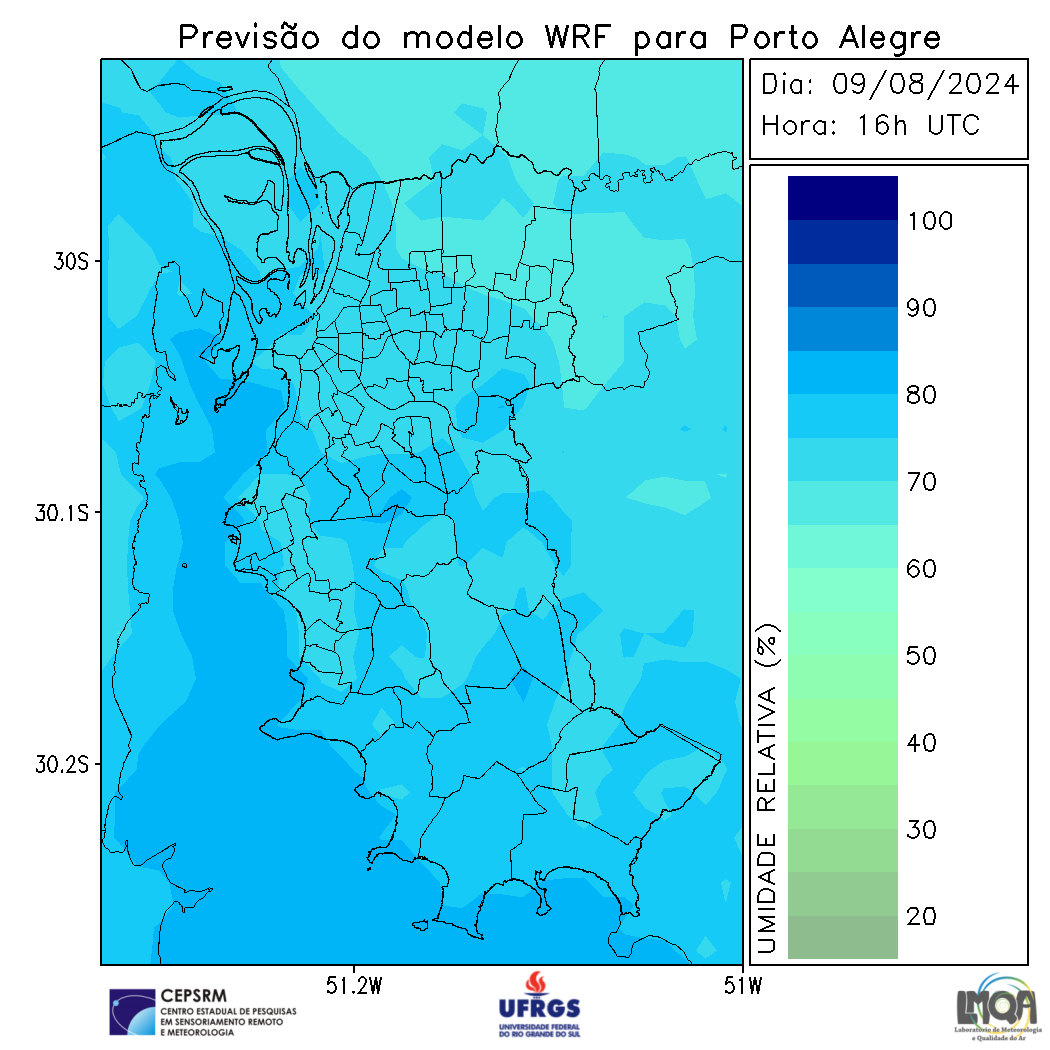 Previsão do modelo WRF para Porto Alegre
Dia: 09/08/2024
Hora: 16h UTC
30S
30.1S
30.2S
51.2W
51W
100
90
80
70
60
50
40
30
20
UMIDADE RELATIVA (%)
CEPSRM
CENTRO ESTADUAL DE PESQUISAS
EM SENSORIAMENTO REMOTO
E METEOROLOGIA
UFRGS
UNIVERSIDADE FEDERAL
DO RIO GRANDE DO SUL
LMQA
Laboratório de Meteorologia
e Qualidade do Ar